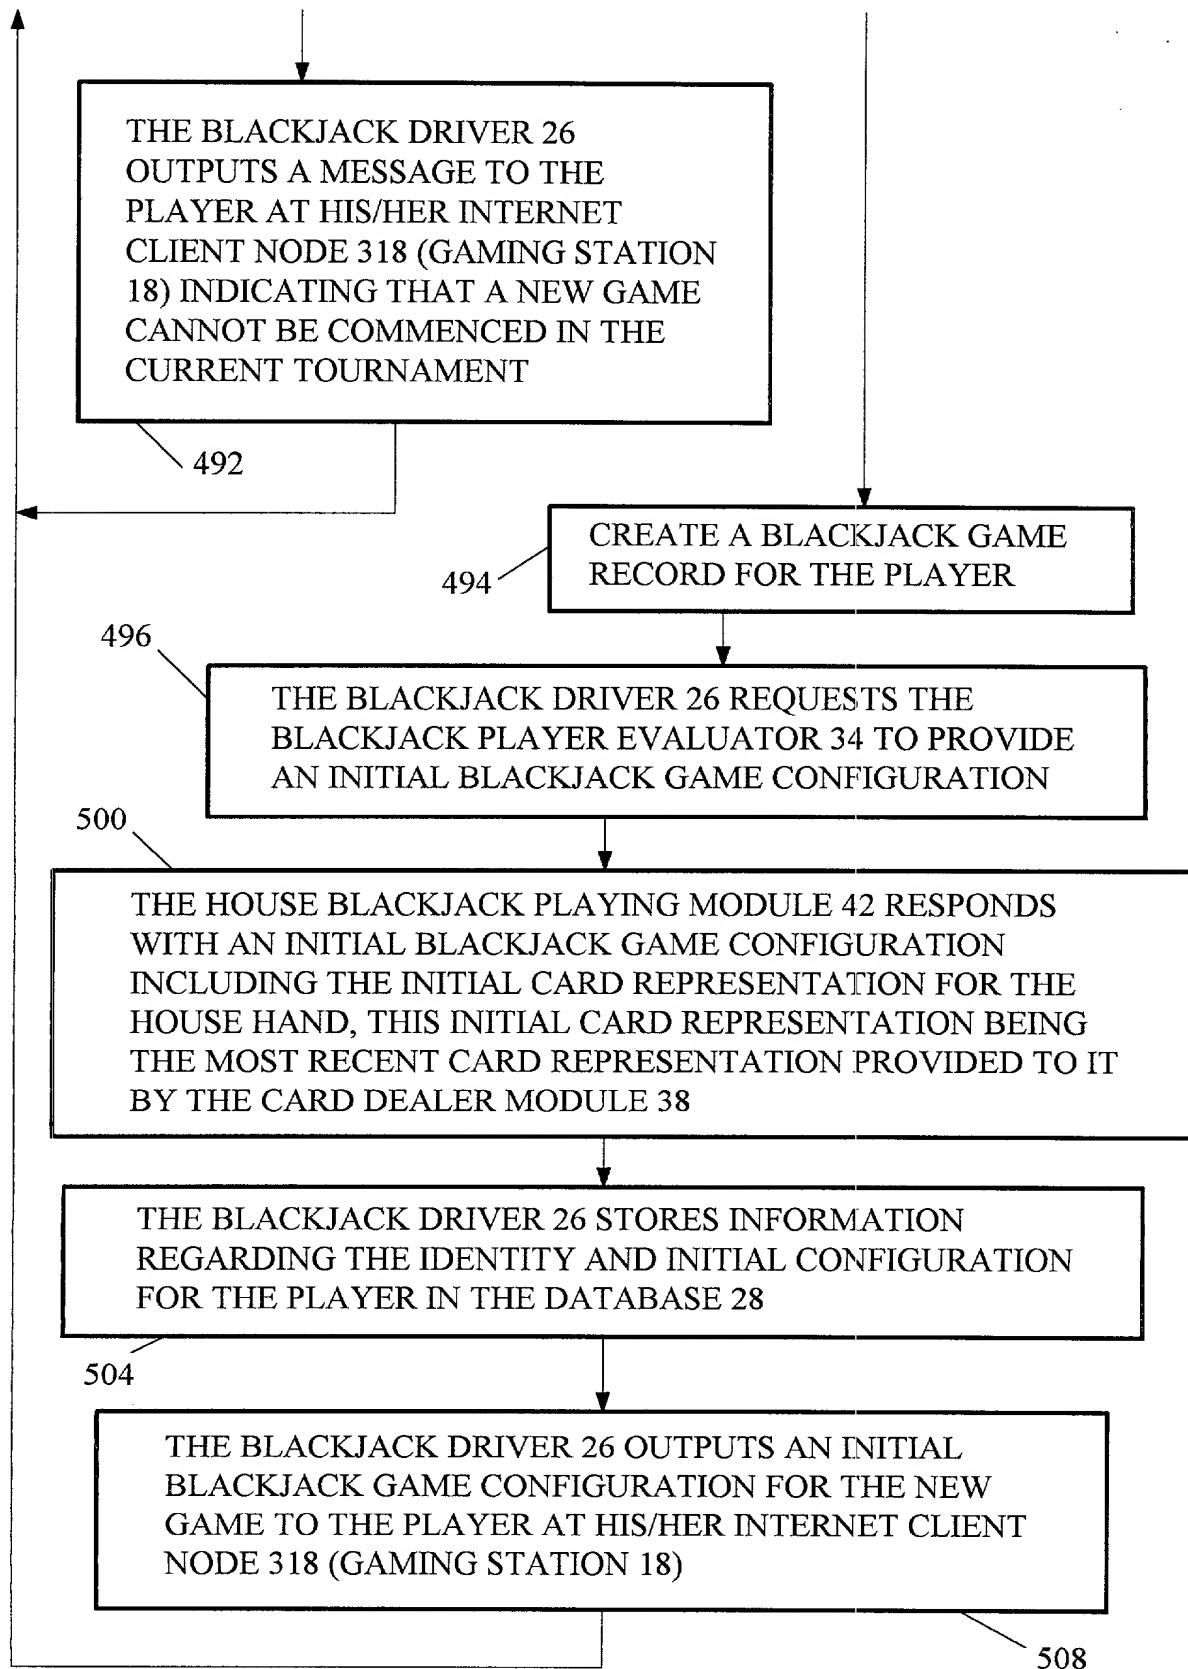 THE BLACKJACK DRIVER 26
OUTPUTS A MESSAGE TO THE
PLAYER AT HIS/HER INTERNET
CLIENT NODE 318 (GAMING STATION
18) INDICATING THAT A NEW GAME
CANNOT BE COMMENCED IN THE
CURRENT TOURNAMENT
492
CREATE A BLACKJACK GAME
RECORD FOR THE PLAYER
494
496
THE BLACKJACK DRIVER 26 REQUESTS THE
BLACKJACK PLAYER EVALUATOR 34 TO PROVIDE
AN INITIAL BLACKJACK GAME CONFIGURATION
500
THE HOUSE BLACKJACK PLAYING MODULE 42 RESPONDS
WITH AN INITIAL BLACKJACK GAME CONFIGURATION
INCLUDING THE INITIAL CARD REPRESENTATION FOR THE
HOUSE HAND, THIS INITIAL CARD REPRESENTATION BEING
THE MOST RECENT CARD REPRESENTATION PROVIDED TO IT
BY THE CARD DEALER MODULE 38
THE BLACKJACK DRIVER 26 STORES INFORMATION
REGARDING THE IDENTITY AND INITIAL CONFIGURATION
FOR THE PLAYER IN THE DATABASE 28
504
THE BLACKJACK DRIVER 26 OUTPUTS AN INITIAL
BLACKJACK GAME CONFIGURATION FOR THE NEW
GAME TO THE PLAYER AT HIS/HER INTERNET CLIENT
NODE 318 (GAMING STATION 18)
508